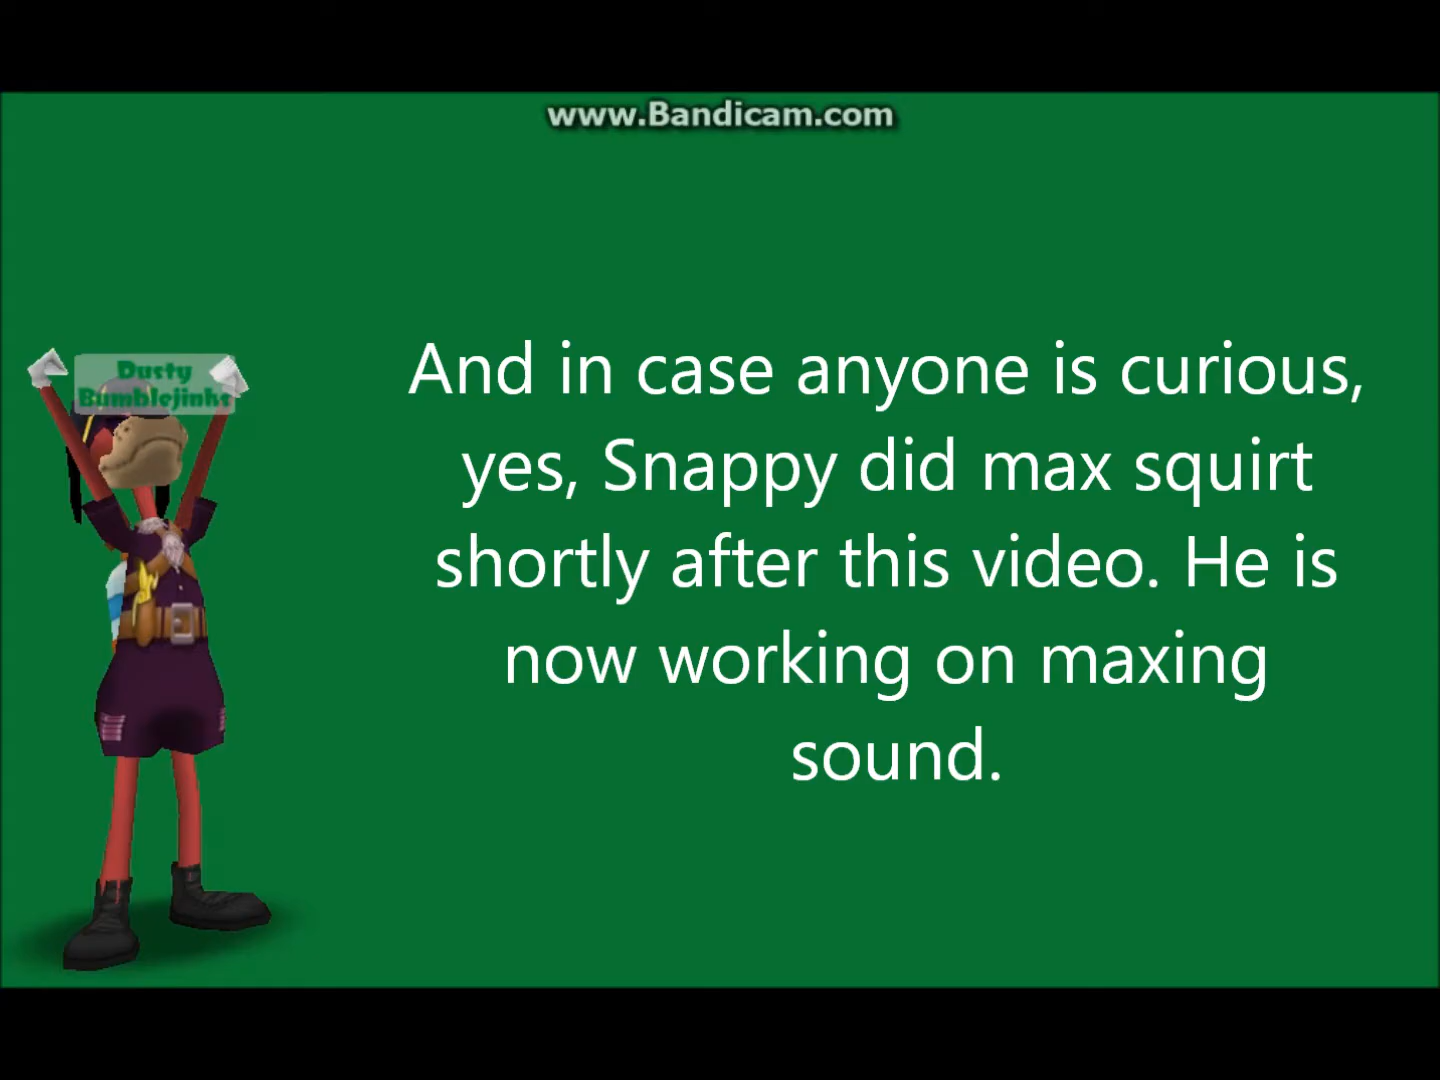 www.Bandicam.com
Dusty
Bumblejinks
And in case anyone is curious,
yes, Snappy did max squirt
shortly after this video. He is
now working on maxing
sound.